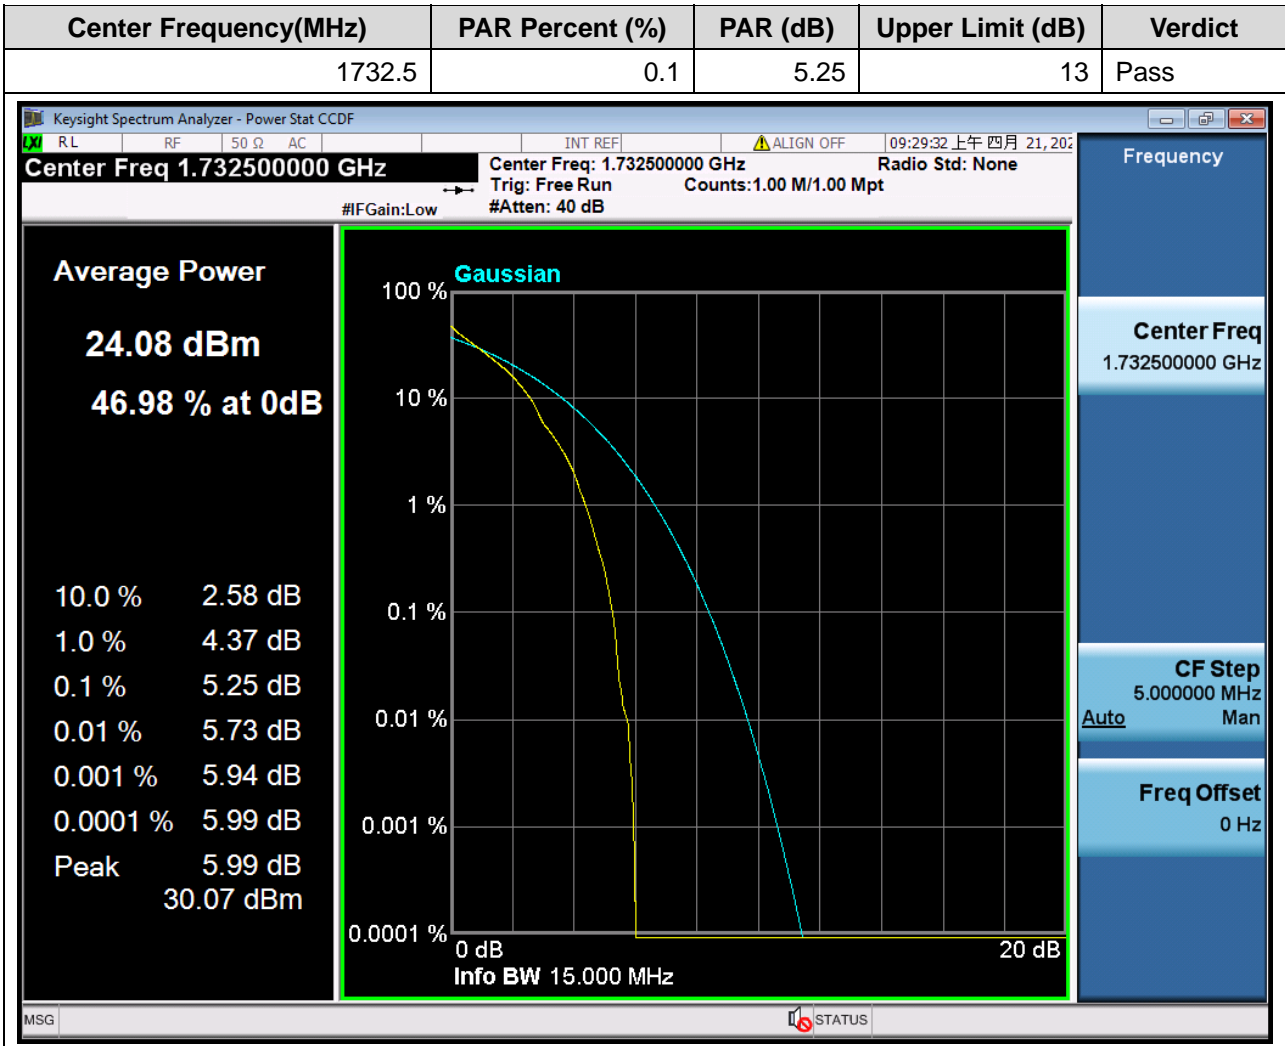 Center Frequency(MHz) PAR Percent (%) PAR (dB) Upper Limit (dB) Verdict
1732.5 0.1 5.25 13 Pass
Keysight Spectrum Analyzer - Power Stat CCDF
LXI RL RF 50 Ω AC INT REF ALIGN OFF 09:29:32 上午 四月 21, 202
Center Freq 1.732500000 GHz
#IFGain:Low
Center Freq: 1.732500000 GHz Radio Std: None
Trig: Free Run Counts:1.00 M/1.00 Mpt
#Atten: 40 dB
Average Power
24.08 dBm
46.98 % at 0dB
10.0 % 2.58 dB
1.0 % 4.37 dB
0.1 % 5.25 dB
0.01 % 5.73 dB
0.001 % 5.94 dB
0.0001 % 5.99 dB
Peak 5.99 dB
30.07 dBm
Gaussian
100 %
10 %
1 %
0.1 %
0.01 %
0.001 %
0.0001 %
0 dB 20 dB
Info BW 15.000 MHz
Frequency
Center Freq
1.732500000 GHz
CF Step
5.000000 MHz
Auto Man
Freq Offset
0 Hz
MSG STATUS